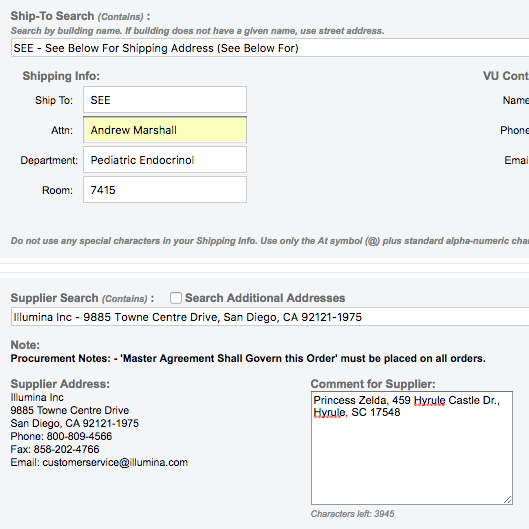 Ship-To Search (Contains) :
Search by building name. If building does not have a given name, use street address.
SEE - See Below For Shipping Address (See Below For)
Shipping Info:
VU Cont
Ship To: SEE
Name
Attn: Andrew Marshall
Phone
Department: Pediatric Endocrinol
Emai
Room: 7415
Do not use any special characters in your Shipping Info. Use only the At symbol (@) plus standard alpha-numeric cha
Supplier Search (Contains) : Search Additional Addresses
Illumina Inc - 9885 Towne Centre Drive, San Diego, CA 92121-1975
Note:
Procurement Notes: - 'Master Agreement Shall Govern this Order' must be placed on all orders.
Supplier Address:
Illumina Inc
9885 Towne Centre Drive
San Diego, CA 92121-1975
Phone: 800-809-4566
Fax: 858-202-4766
Email: customerservice@illumina.com
Comment for Supplier:
Princess Zelda, 459 Hyrule Castle Dr.,
Hyrule, SC 17548
Characters left: 3945